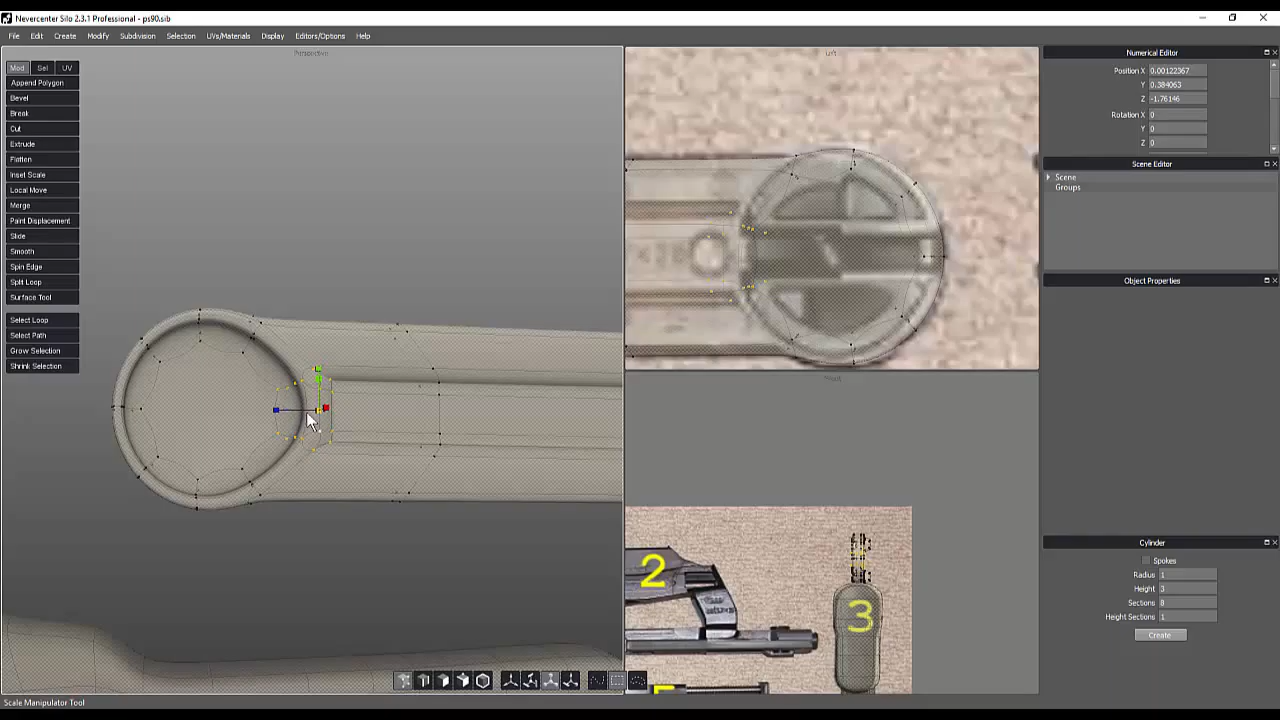 Nevercenter Silo 2.3.1 Professional - ps90.sib
File Edit Create Modify Subdivision Selection UVs/Materials Display Editors/Options Help
Perspective
Left
Mod Sel UV
Append Polygon
Bevel
Break
Cut
Extrude
Flatten
Inset Scale
Local Move
Merge
Paint Displacement
Slide
Smooth
Spin Edge
Split Loop
Surface Tool
Select Loop
Select Path
Grow Selection
Shrink Selection
Front
2
3
Numerical Editor
Position X 0.00122367
Y 0.384063
Z -1.76146
Rotation X 0
Y 0
Z 0
Scene Editor
Scene
Groups
Object Properties
Cylinder
Spokes
Radius 1
Height 3
Sections 8
Height Sections 1
Create
Scale Manipulator Tool